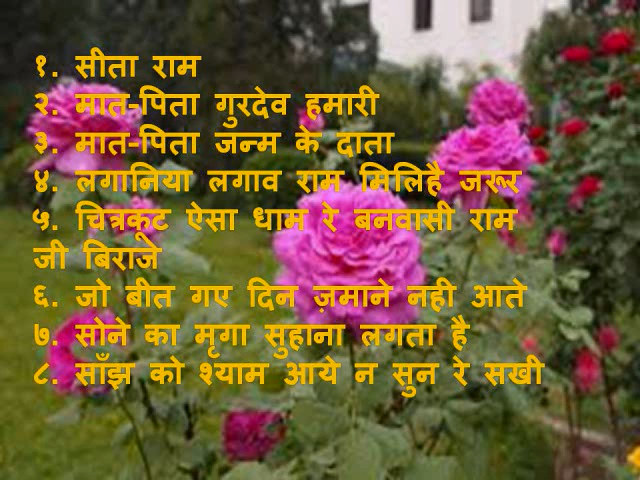 १. सीता राम
२. मात-पिता गुरदेव हमारी
३. मात-पिता जन्म के दाता
४. लगानिया लगाव राम मिलिहै जरूर
५. चित्रकूट ऐसा धाम रे बनवासी राम
जी बिराजे
६. जो बीत गए दिन ज़माने नही आते
७. सोने का मृगा सुहाना लगता है
८. साँझ को श्याम आये न सुन रे सखी